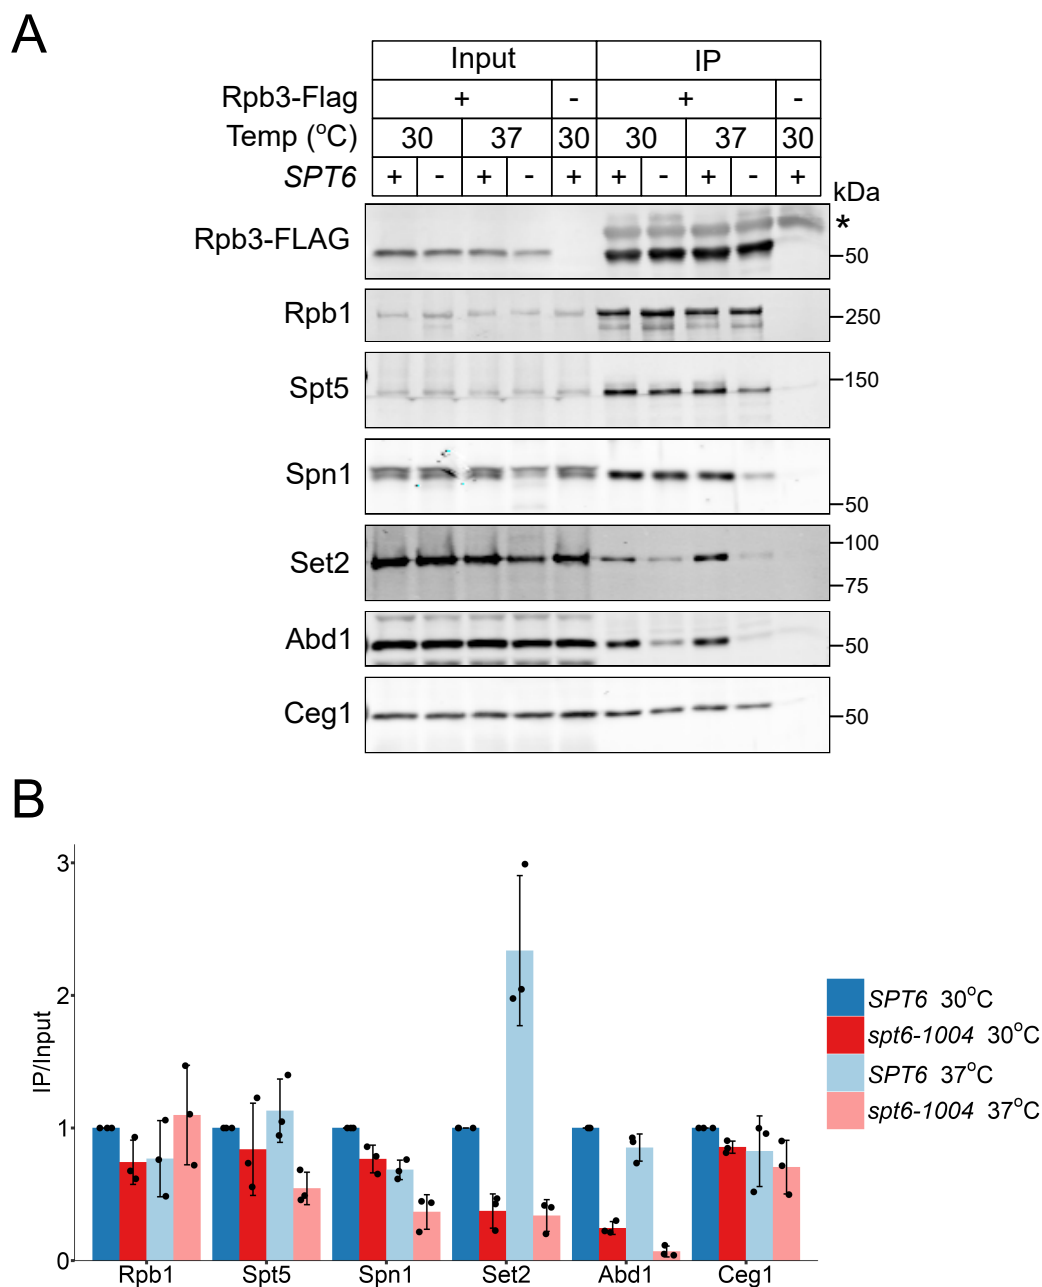 A
Input IP
Rpb3-Flag + - + -
Temp (°C) 30 37 30 30 37 30
SPT6 + - + - + + - + - +
kDa
*
Rpb3-FLAG 50
Rpb1 250
Spt5 150
Spn1 50
Set2 100
75
Abd1 50
Ceg1 50
B
IP/Input
3
2
1
0
Rpb1 Spt5 Spn1 Set2 Abd1 Ceg1
SPT6 30°C
spt6-1004 30°C
SPT6 37°C
spt6-1004 37°C